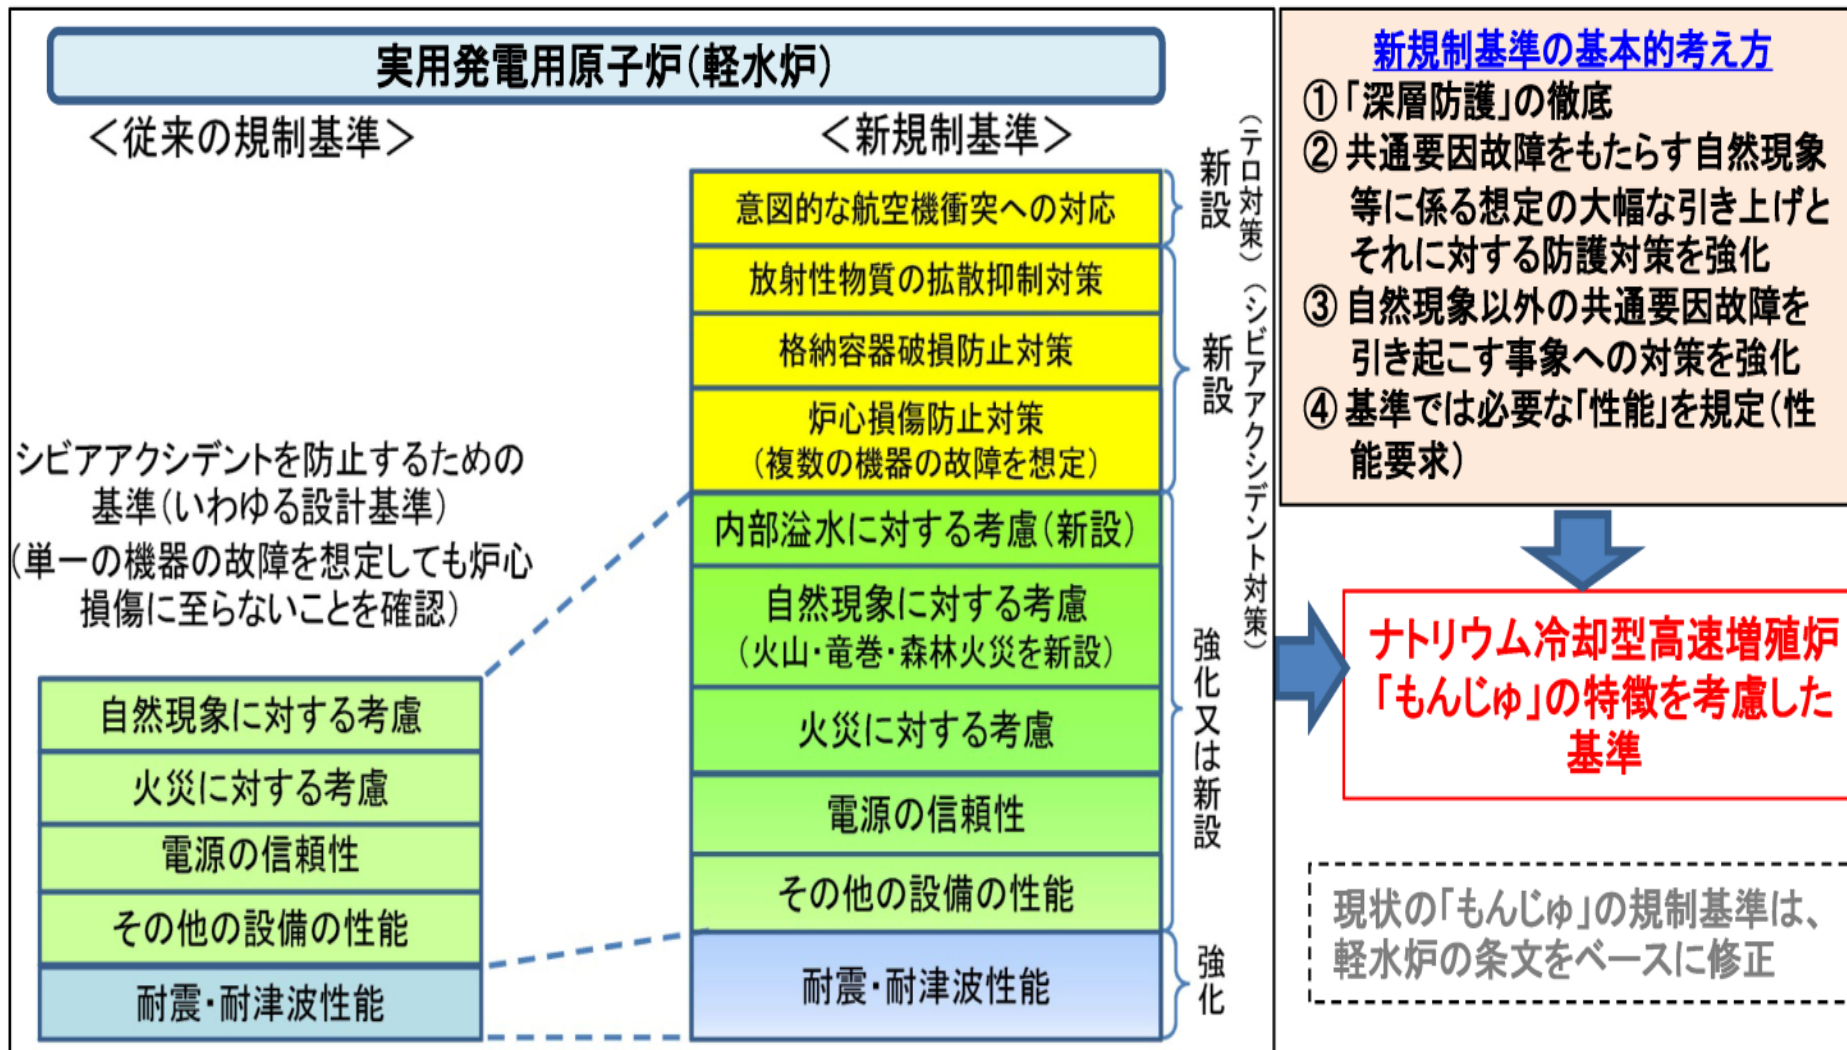 実用発電用原子炉（軽水炉）
＜従来の規制基準＞
シビアアクシデントを防止するための
基準（いわゆる設計基準）
（単一の機器の故障を想定しても炉心
損傷に至らないことを確認）
自然現象に対する考慮
火災に対する考慮
電源の信頼性
その他の設備の性能
耐震・耐津波性能
＜新規制基準＞
意図的な航空機衝突への対応
放射性物質の拡散抑制対策
格納容器破損防止対策
炉心損傷防止対策
（複数の機器の故障を想定）
内部溢水に対する考慮（新設）
自然現象に対する考慮
（火山・竜巻・森林火災を新設）
火災に対する考慮
電源の信頼性
その他の設備の性能
耐震・耐津波性能
新設
（テロ対策）
新設
（シビアアクシデント対策）
強化又は新設
強化
新規制基準の基本的考え方
①「深層防護」の徹底
② 共通要因故障をもたらす自然現象
等に係る想定の大幅な引き上げと
それに対する防護対策を強化
③ 自然現象以外の共通要因故障を
引き起こす事象への対策を強化
④ 基準では必要な「性能」を規定（性
能要求）
ナトリウム冷却型高速増殖炉
「もんじゅ」の特徴を考慮した
基準
現状の「もんじゅ」の規制基準は、
軽水炉の条文をベースに修正